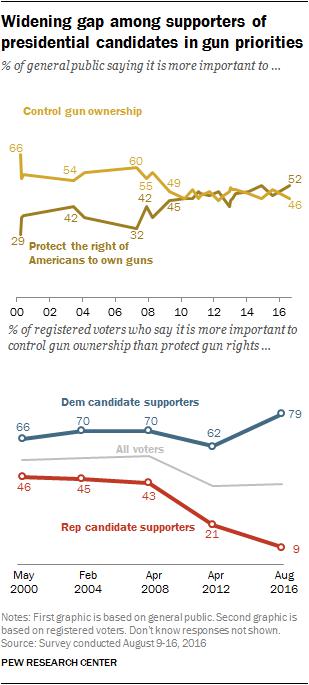 Widening gap among supporters of
presidential candidates in gun priorities
% of general public saying it is more important to ...
Control gun ownership
66
54
60
55
49
42
45
52
46
29
42
32
Protect the right of
Americans to own guns
00 02 04 06 08 10 12 14 16
% of registered voters who say it is more important to
control gun ownership than protect gun rights ...
Dem candidate supporters
66
70
70
62
79
All voters
46
45
43
21
9
Rep candidate supporters
May Feb Apr Apr Aug
2000 2004 2008 2012 2016
Notes: First graphic is based on general public. Second graphic is
based on registered voters. Don't know responses not shown.
Source: Survey conducted August 9-16, 2016
PEW RESEARCH CENTER